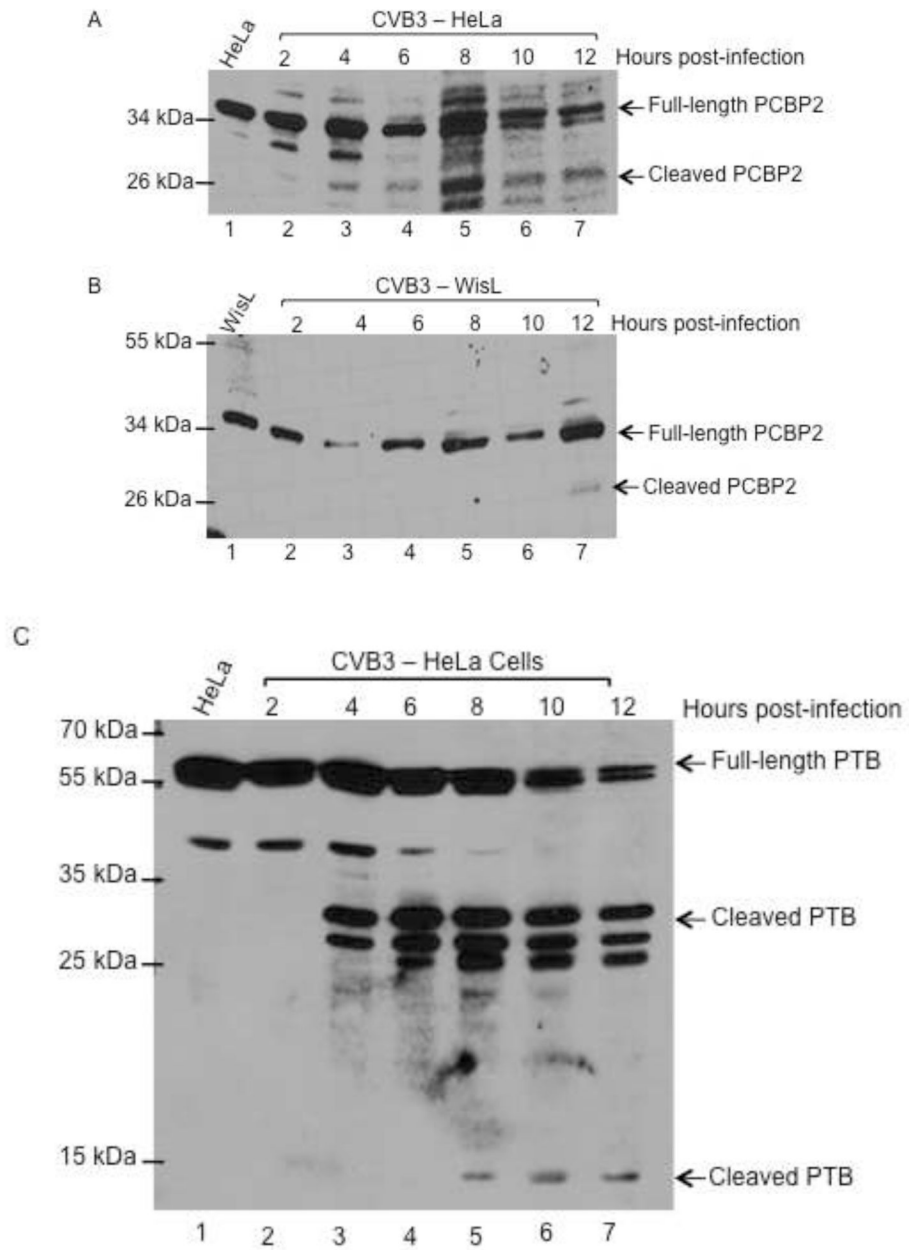 A
CVB3 – HeLa
HeLa 2 4 6 8 10 12 Hours post-infection
34 kDa
Full-length PCBP2
26 kDa
Cleaved PCBP2
1 2 3 4 5 6 7
B
CVB3 – WisL
WisL 2 4 6 8 10 12 Hours post-infection
55 kDa
34 kDa
Full-length PCBP2
Cleaved PCBP2
26 kDa
1 2 3 4 5 6 7
C
CVB3 – HeLa Cells
HeLa 2 4 6 8 10 12 Hours post-infection
70 kDa
Full-length PTB
55 kDa
35 kDa
Cleaved PTB
25 kDa
15 kDa
Cleaved PTB
1 2 3 4 5 6 7